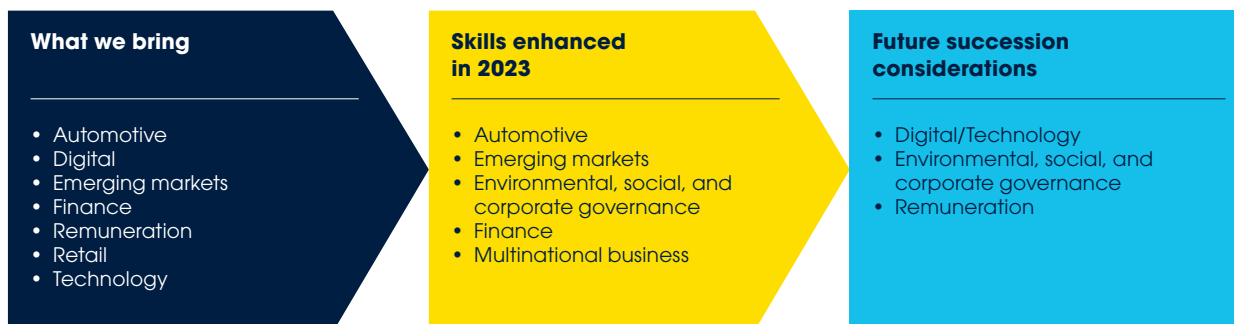 What we bring
• Automotive
• Digital
• Emerging markets
• Finance
• Remuneration
• Retail
• Technology
Skills enhanced
in 2023
• Automotive
• Emerging markets
• Environmental, social, and
corporate governance
• Finance
• Multinational business
Future succession
considerations
• Digital/Technology
• Environmental, social, and
corporate governance
• Remuneration